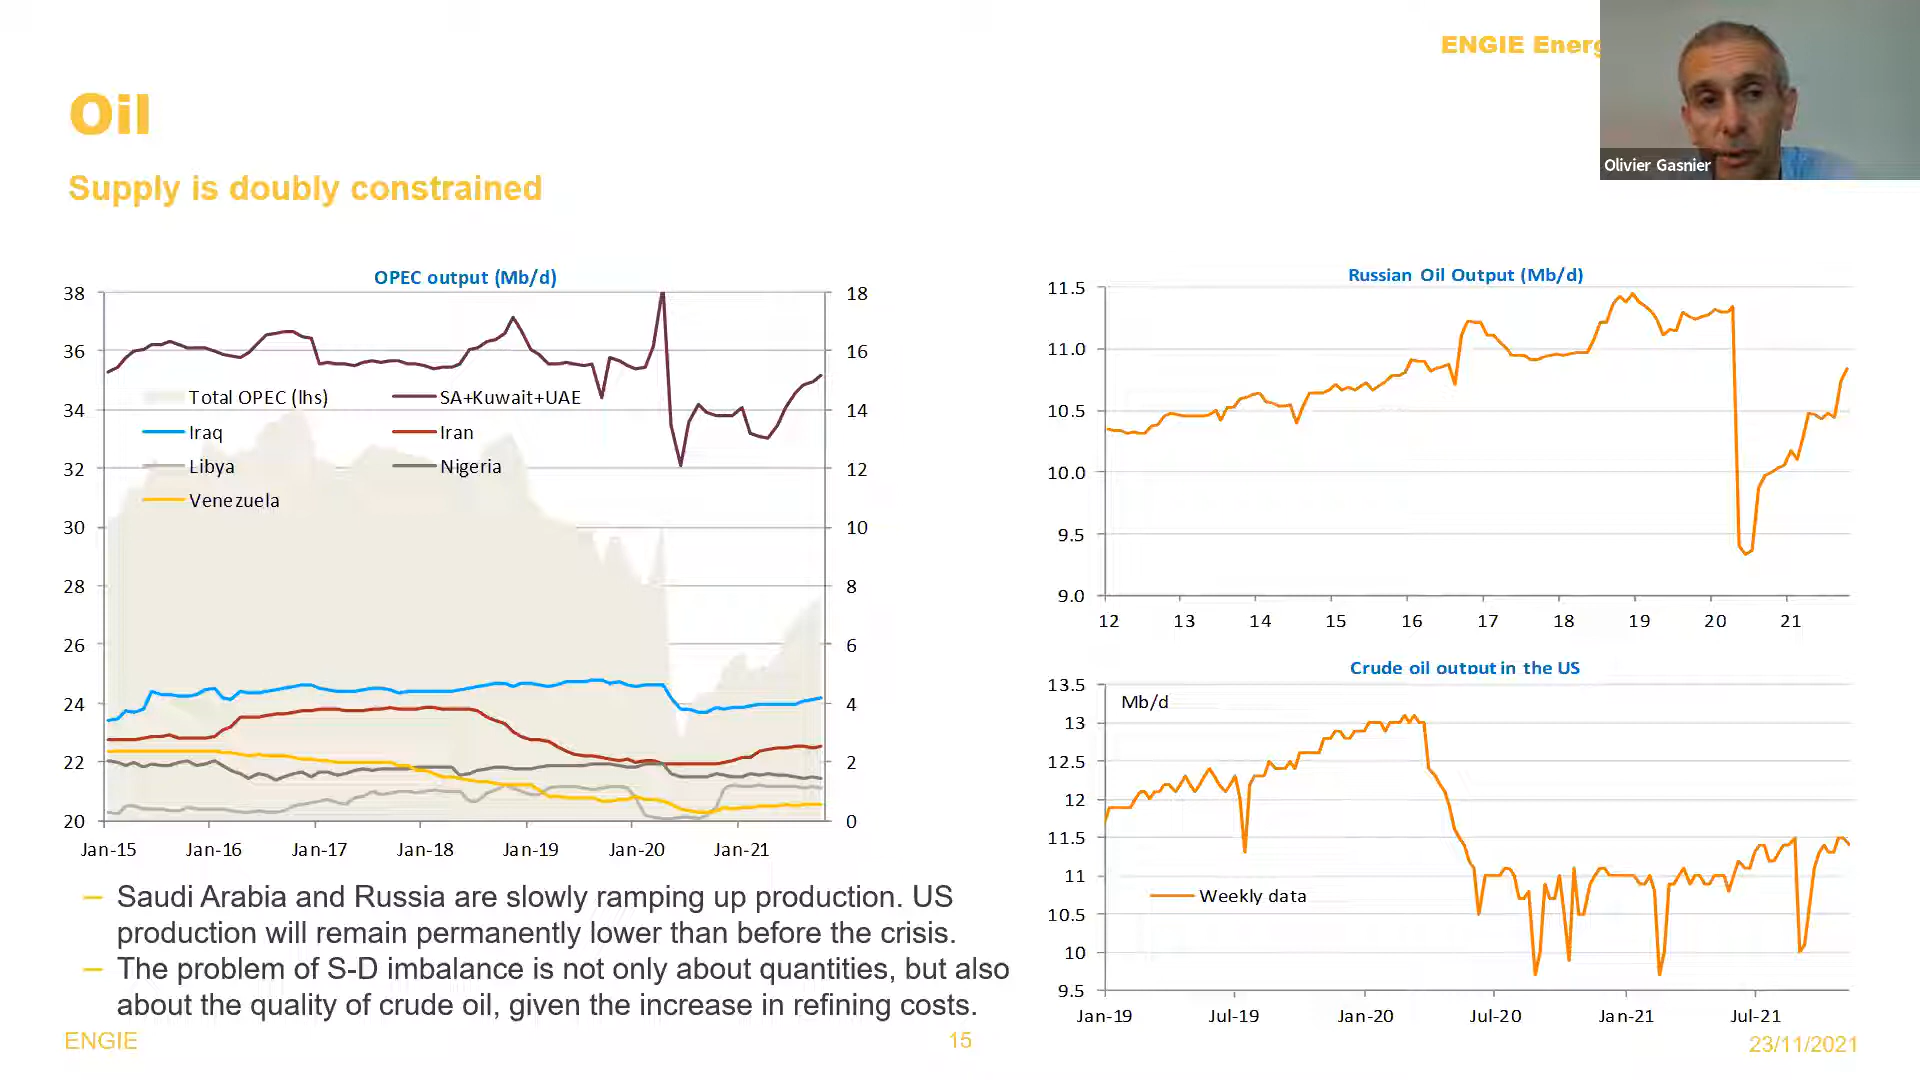 ENGIE Energ
Olivier Gasnier
Oil
Supply is doubly constrained
OPEC output (Mb/d)
38
36
34
32
30
28
26
24
22
20
18
16
14
12
10
8
6
4
2
0
Total OPEC (lhs)
SA+Kuwait+UAE
Iraq
Iran
Libya
Nigeria
Venezuela
Jan-15 Jan-16 Jan-17 Jan-18 Jan-19 Jan-20 Jan-21
Russian Oil Output (Mb/d)
11.5
11.0
10.5
10.0
9.5
9.0
12 13 14 15 16 17 18 19 20 21
Crude oil output in the US
Mb/d
13.5
13
12.5
12
11.5
11
10.5
10
9.5
Weekly data
Jan-19 Jul-19 Jan-20 Jul-20 Jan-21 Jul-21
– Saudi Arabia and Russia are slowly ramping up production. US
production will remain permanently lower than before the crisis.
– The problem of S-D imbalance is not only about quantities, but also
about the quality of crude oil, given the increase in refining costs.
ENGIE
15
23/11/2021